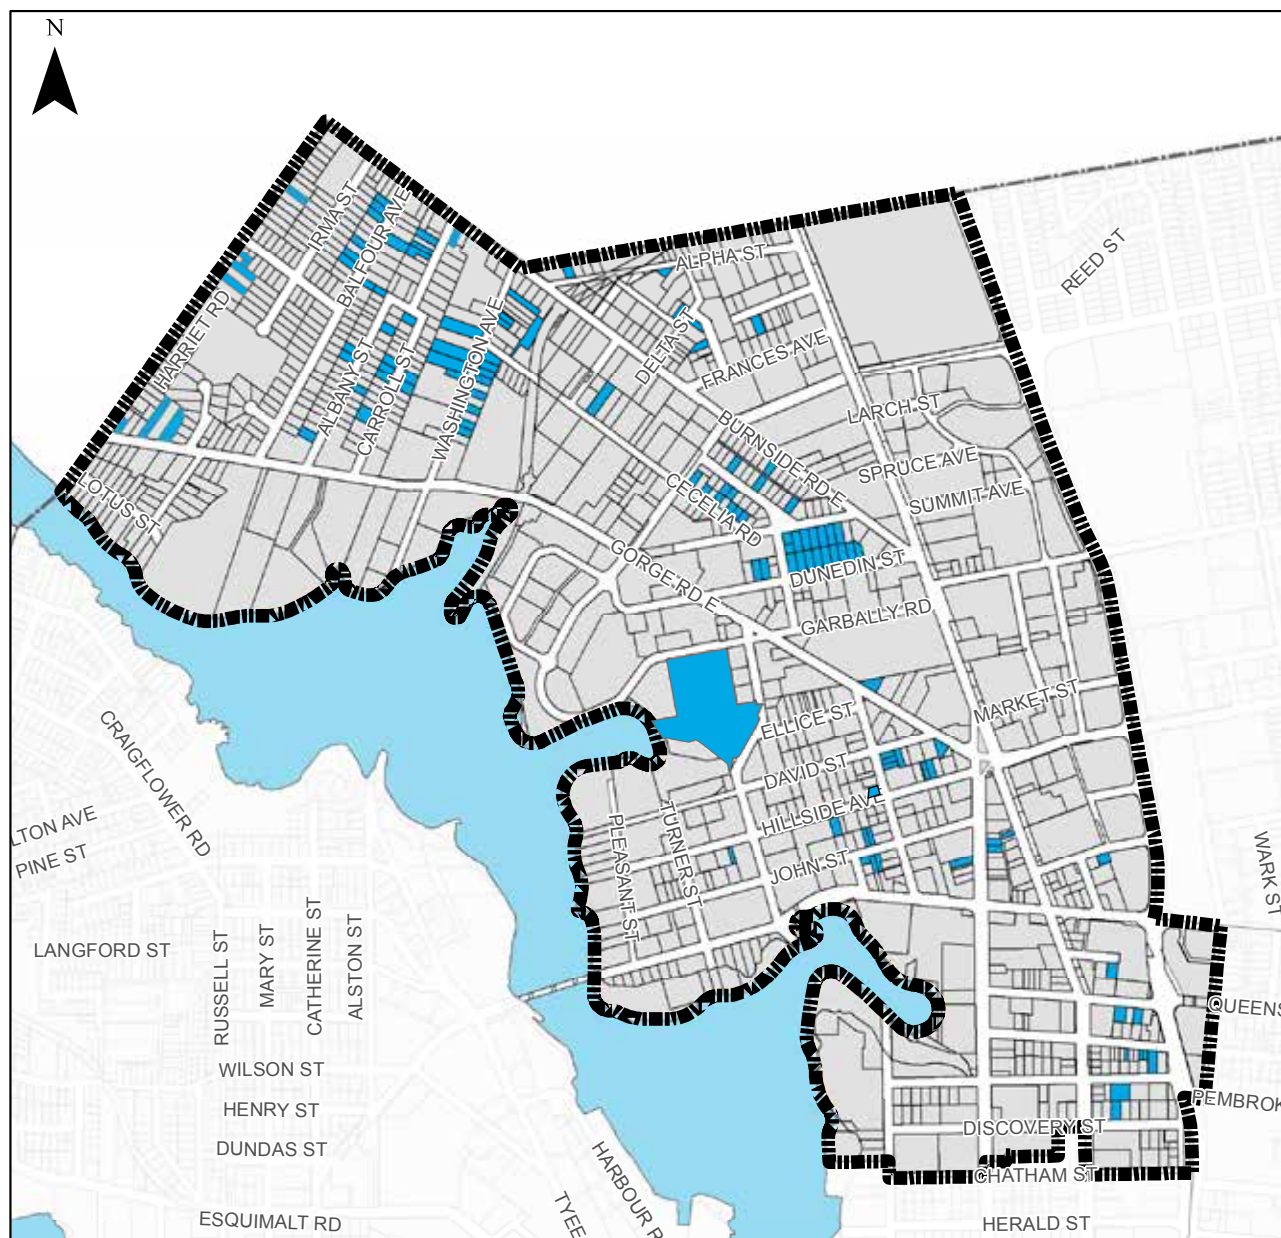 N
REED ST
ALPHA ST
IRMA ST
BALFOUR AVE
HARRIET RD
WASHINGTON AVE
DELTA ST
FRANCES AVE
ALBANY ST
CARROLL ST
LARCH ST
BURNSIDE RD E
SPRUCE AVE
SUMMIT AVE
CECELIA RD
LOTUS ST
GORGE RD E
DUNEDIN ST
GARBALLY RD
MARKET ST
ELLICE ST
DAVID ST
CRAIGFLOWER RD
HILLSIDE AVE
LTON AVE
PINE ST
PLEASANT ST
TURNER ST
JOHN ST
WARK ST
LANGFORD ST
RUSSELL ST
MARY ST
CATHERINE ST
ALSTON ST
QUEENS
WILSON ST
HENRY ST
PEMBROK
DUNDAS ST
DISCOVERY ST
CHATHAM ST
HARBOUR R
TYEE
ESQUIMALT RD
HERALD ST